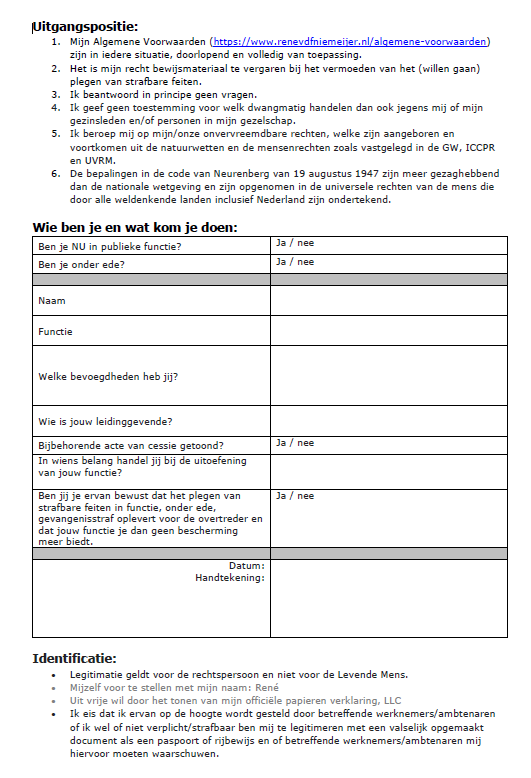 Uitgangspositie:
1. Mijn Algemene Voorwaarden (https://www.renevdfniemeijer.nl/algemene-voorwaarden)
zijn in iedere situatie, doorlopend en volledig van toepassing.
2. Het is mijn recht bewijsmateriaal te vergaren bij het vermoeden van het (willen gaan)
plegen van strafbare feiten.
3. Ik beantwoord in principe geen vragen.
4. Ik geef geen toestemming voor welk dwangmatig handelen dan ook jegens mij of mijn
gezinsleden en/of personen in mijn gezelschap.
5. Ik beroep mij op mijn/onze onvervreemdbare rechten, welke zijn aangeboren en
voortkomen uit de natuurwetten en de mensenrechten zoals vastgelegd in de GW, ICCPR
en UVRM.
6. De bepalingen in de code van Neurenberg van 19 augustus 1947 zijn meer gezaghebbend
dan de nationale wetgeving en zijn opgenomen in de universele rechten van de mens die
door alle weldenkende landen inclusief Nederland zijn ondertekend.
Wie ben je en wat kom je doen:
Ben je NU in publieke functie? Ja / nee
Ben je onder ede? Ja / nee
Naam
Functie
Welke bevoegdheden heb jij?
Wie is jouw leidinggevende?
Bijbehorende acte van cessie getoond? Ja / nee
In wiens belang handel jij bij de uitoefening
van jouw functie?
Ben jij je ervan bewust dat het plegen van Ja / nee
strafbare feiten in functie, onder ede,
gevangenisstraf oplevert voor de overtreder en
dat jouw functie je dan geen bescherming
meer biedt.
Datum:
Handtekening:
Identificatie:
• Legitimatie geldt voor de rechtspersoon en niet voor de Levende Mens.
• Mijzelf voor te stellen met mijn naam: René
• Uit vrije wil door het tonen van mijn officiële papieren verklaring, LLC
• Ik eis dat ik ervan op de hoogte wordt gesteld door betreffende werknemers/ambtenaren
of ik wel of niet verplicht/strafbaar ben mij te legitimeren met een valselijk opgemaakt
document als een paspoort of rijbewijs en of betreffende werknemers/ambtenaren mij
hiervoor moeten waarschuwen.